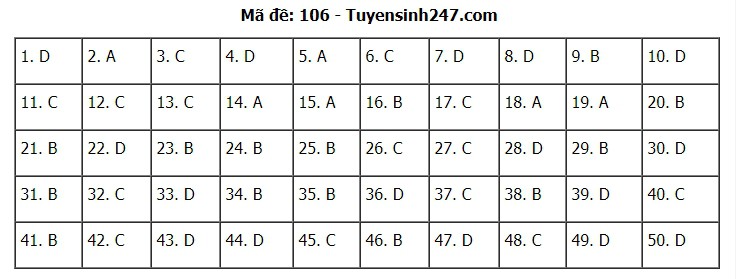 Mã đề: 106 - Tuyensinh247.com
1. D 2. A 3. C 4. D 5. A 6. C 7. D 8. D 9. B 10. D
11. C 12. C 13. C 14. A 15. A 16. B 17. C 18. A 19. A 20. B
21. B 22. D 23. B 24. B 25. B 26. C 27. C 28. D 29. B 30. D
31. B 32. C 33. D 34. B 35. B 36. D 37. C 38. B 39. D 40. C
41. B 42. C 43. D 44. D 45. C 46. B 47. D 48. C 49. D 50. D